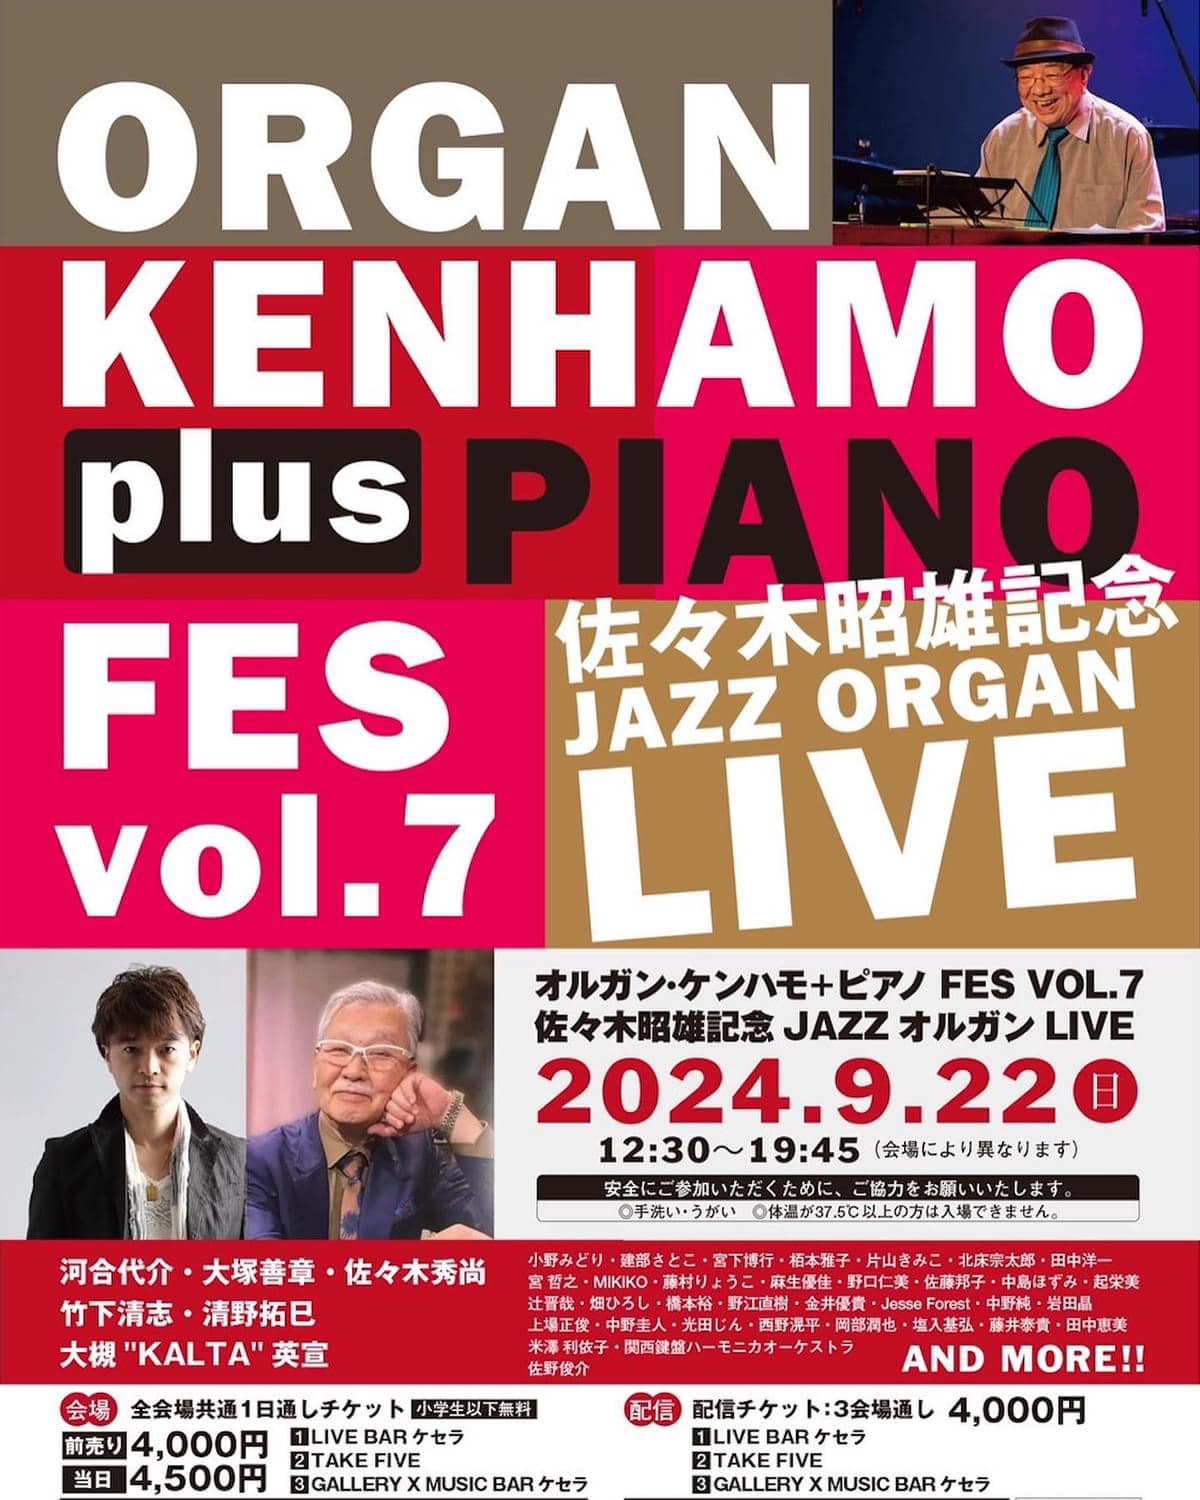 ORGAN
KENHAMO
plus PIANO
FES
vol.7
佐々木昭雄記念
JAZZ ORGAN
LIVE
オルガン・ケンハモ+ピアノ FES VOL.7
佐々木昭雄記念 JAZZ オルガン LIVE
2024.9.22 日
12:30〜19:45（会場により異なります）
安全にご参加いただくために、ご協力をお願いいたします。
◎手洗い・うがい ◎体温が37.5℃以上の方は入場できません。
河合代介・大塚善章・佐々木秀尚
竹下清志・清野拓巳
大槻 "KALTA" 英宣
小野みどり・建部さとこ・宮下博行・栢本雅子・片山きみこ・北床宗太郎・田中洋一
宮 哲之・MIKIKO・藤村りょうこ・麻生優佳・野口仁美・佐藤邦子・中島ほずみ・起栄美
辻晋哉・畑ひろし・橋本裕・野江直樹・金井優貴・Jesse Forest・中野純・岩田晶
上場正俊・中野圭人・光田じん・西野滉平・岡部潤也・塩入基弘・藤井泰貴・田中恵美
米澤 利依子・関西鍵盤ハーモニカオーケストラ
佐野俊介
AND MORE!!
会場 全会場共通1日通しチケット 小学生以下無料
前売り 4,000円
当日 4,500円
1 LIVE BAR ケセラ
2 TAKE FIVE
3 GALLERY X MUSIC BAR ケセラ
配信 配信チケット：3会場通し 4,000円
1 LIVE BAR ケセラ
2 TAKE FIVE
3 GALLERY X MUSIC BAR ケセラ